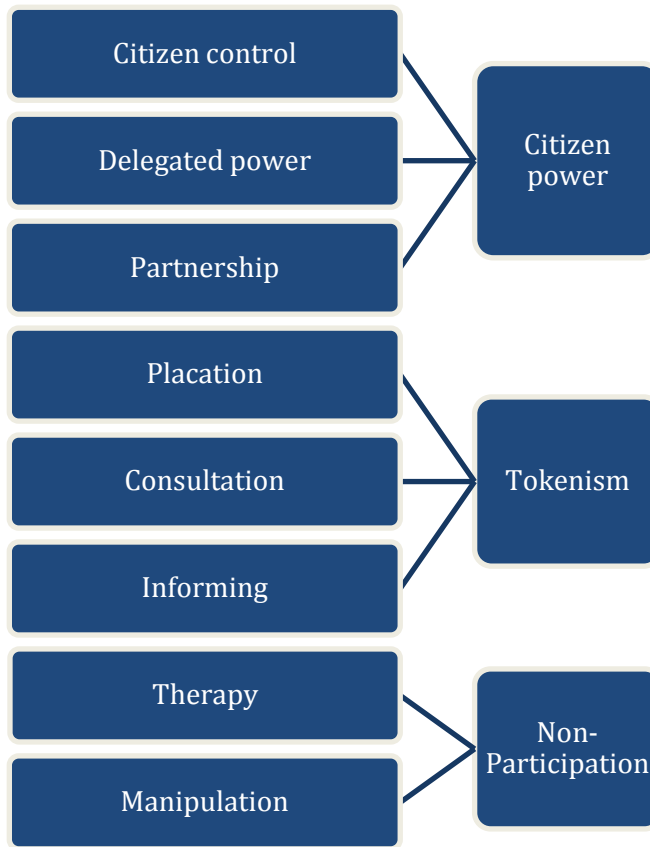 Citizen control
Delegated power
Partnership
Citizen
power
Placation
Consultation
Informing
Tokenism
Therapy
Manipulation
Non-
Participation